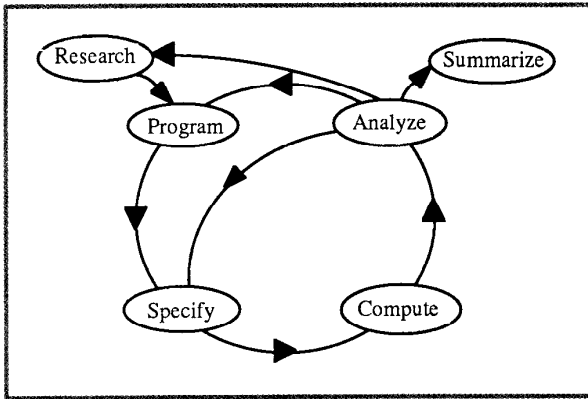 Research
Summarize
Program
Analyze
Specify
Compute